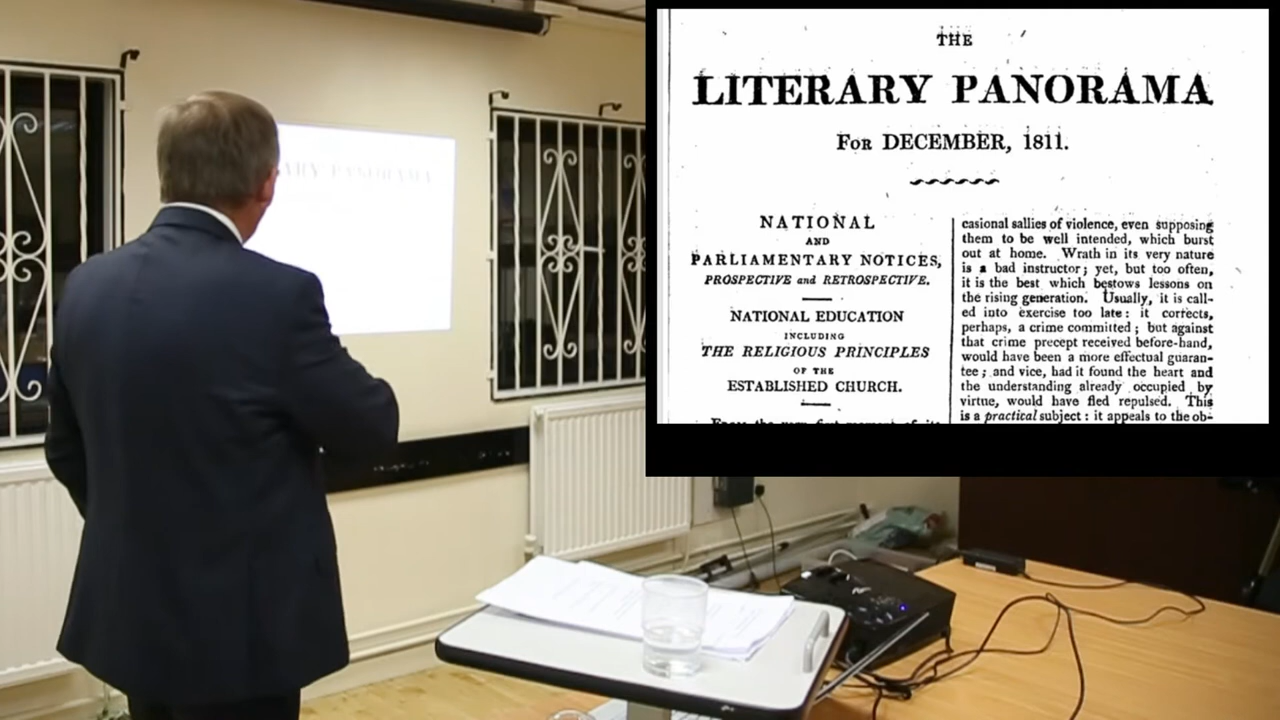 THE
LITERARY PANORAMA
For DECEMBER, 1811.
NATIONAL
AND
PARLIAMENTARY NOTICES,
PROSPECTIVE and RETROSPECTIVE.
NATIONAL EDUCATION
INCLUDING
THE RELIGIOUS PRINCIPLES
OF THE
ESTABLISHED CHURCH.
casional sallies of violence, even supposing
them to be well intended, which burst
out at home. Wrath in its very nature
is a bad instructor; yet, but too often,
it is the best which bestows lessons on
the rising generation. Usually, it is call-
ed into exercise too late: it corrects,
perhaps, a crime committed; but against
that crime precept received before-hand,
would have been a more effectual guaran-
tee; and vice, had it found the heart and
the understanding already occupied by
virtue, would have fled repulsed. This
is a practical subject: it appeals to the ob-
ARY PANORAMA